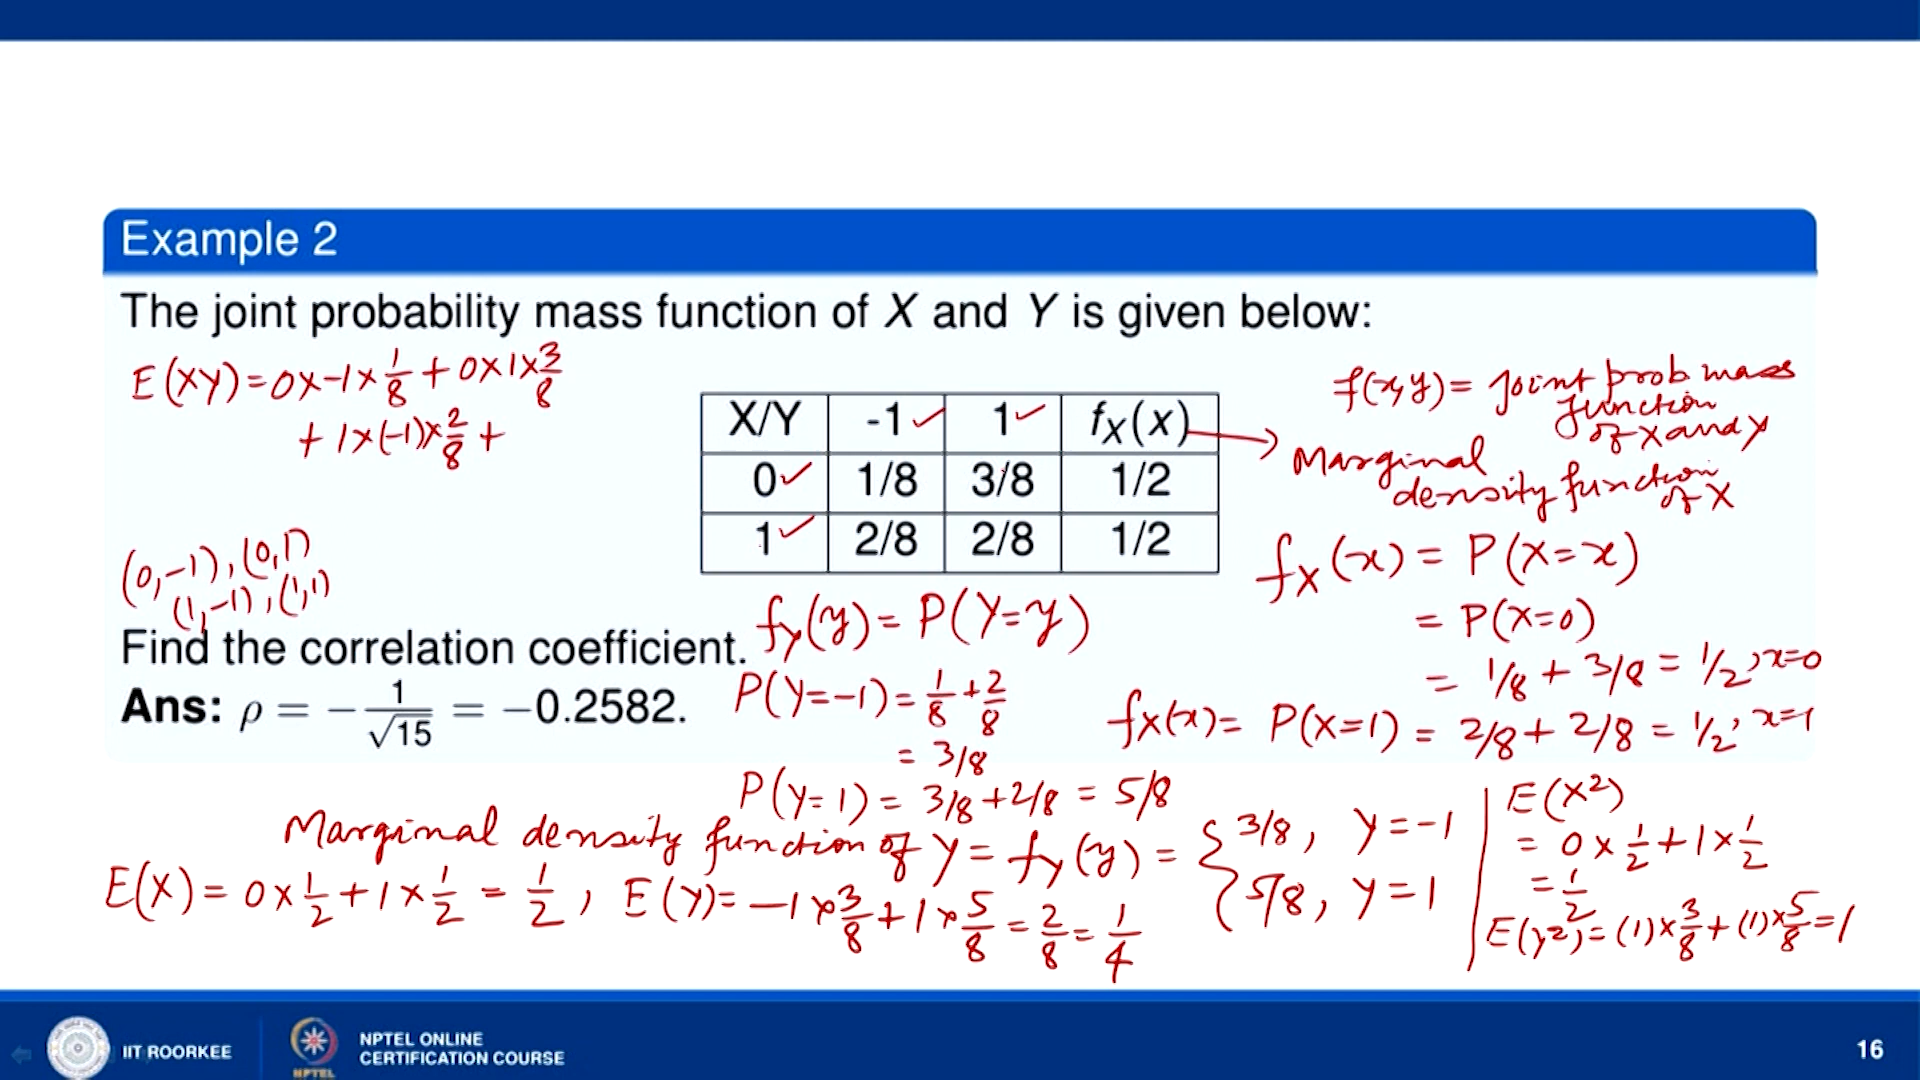 Example 2
The joint probability mass function of X and Y is given below:
E(XY)=0×-1×1/8+0×1×3/8
+1×(-1)×2/8+
X/Y -1 1 fX(x)
0 1/8 3/8 1/2
1 2/8 2/8 1/2
f(x,y)= Joint prob. mass
function
of X and Y
Marginal
density function
of X
(0,-1),(0,1)
(1,-1),(1,1)
fX(x) = P(X=x)
= P(X=0)
= 1/8+3/8=1/2, x=0
fX(x)= P(X=1) = 2/8+2/8=1/2, x=1
fY(y)=P(Y=y)
P(Y=-1)=1/8+2/8
= 3/8
P(Y=1)=3/8+2/8=5/8
Find the correlation coefficient.
Ans: ρ = −1/√15 = −0.2582.
Marginal density function of Y= fY(y)= { 3/8, Y=-1
5/8, Y=1
E(X)=0×1/2+1×1/2=1/2, E(Y)=-1×3/8+1×5/8=2/8=1/4
E(X²)
= 0×1/2+1×1/2
=1/2
E(Y²)=(1)×3/8+(1)×5/8=1
IIT ROORKEE
NPTEL
NPTEL ONLINE
CERTIFICATION COURSE
16